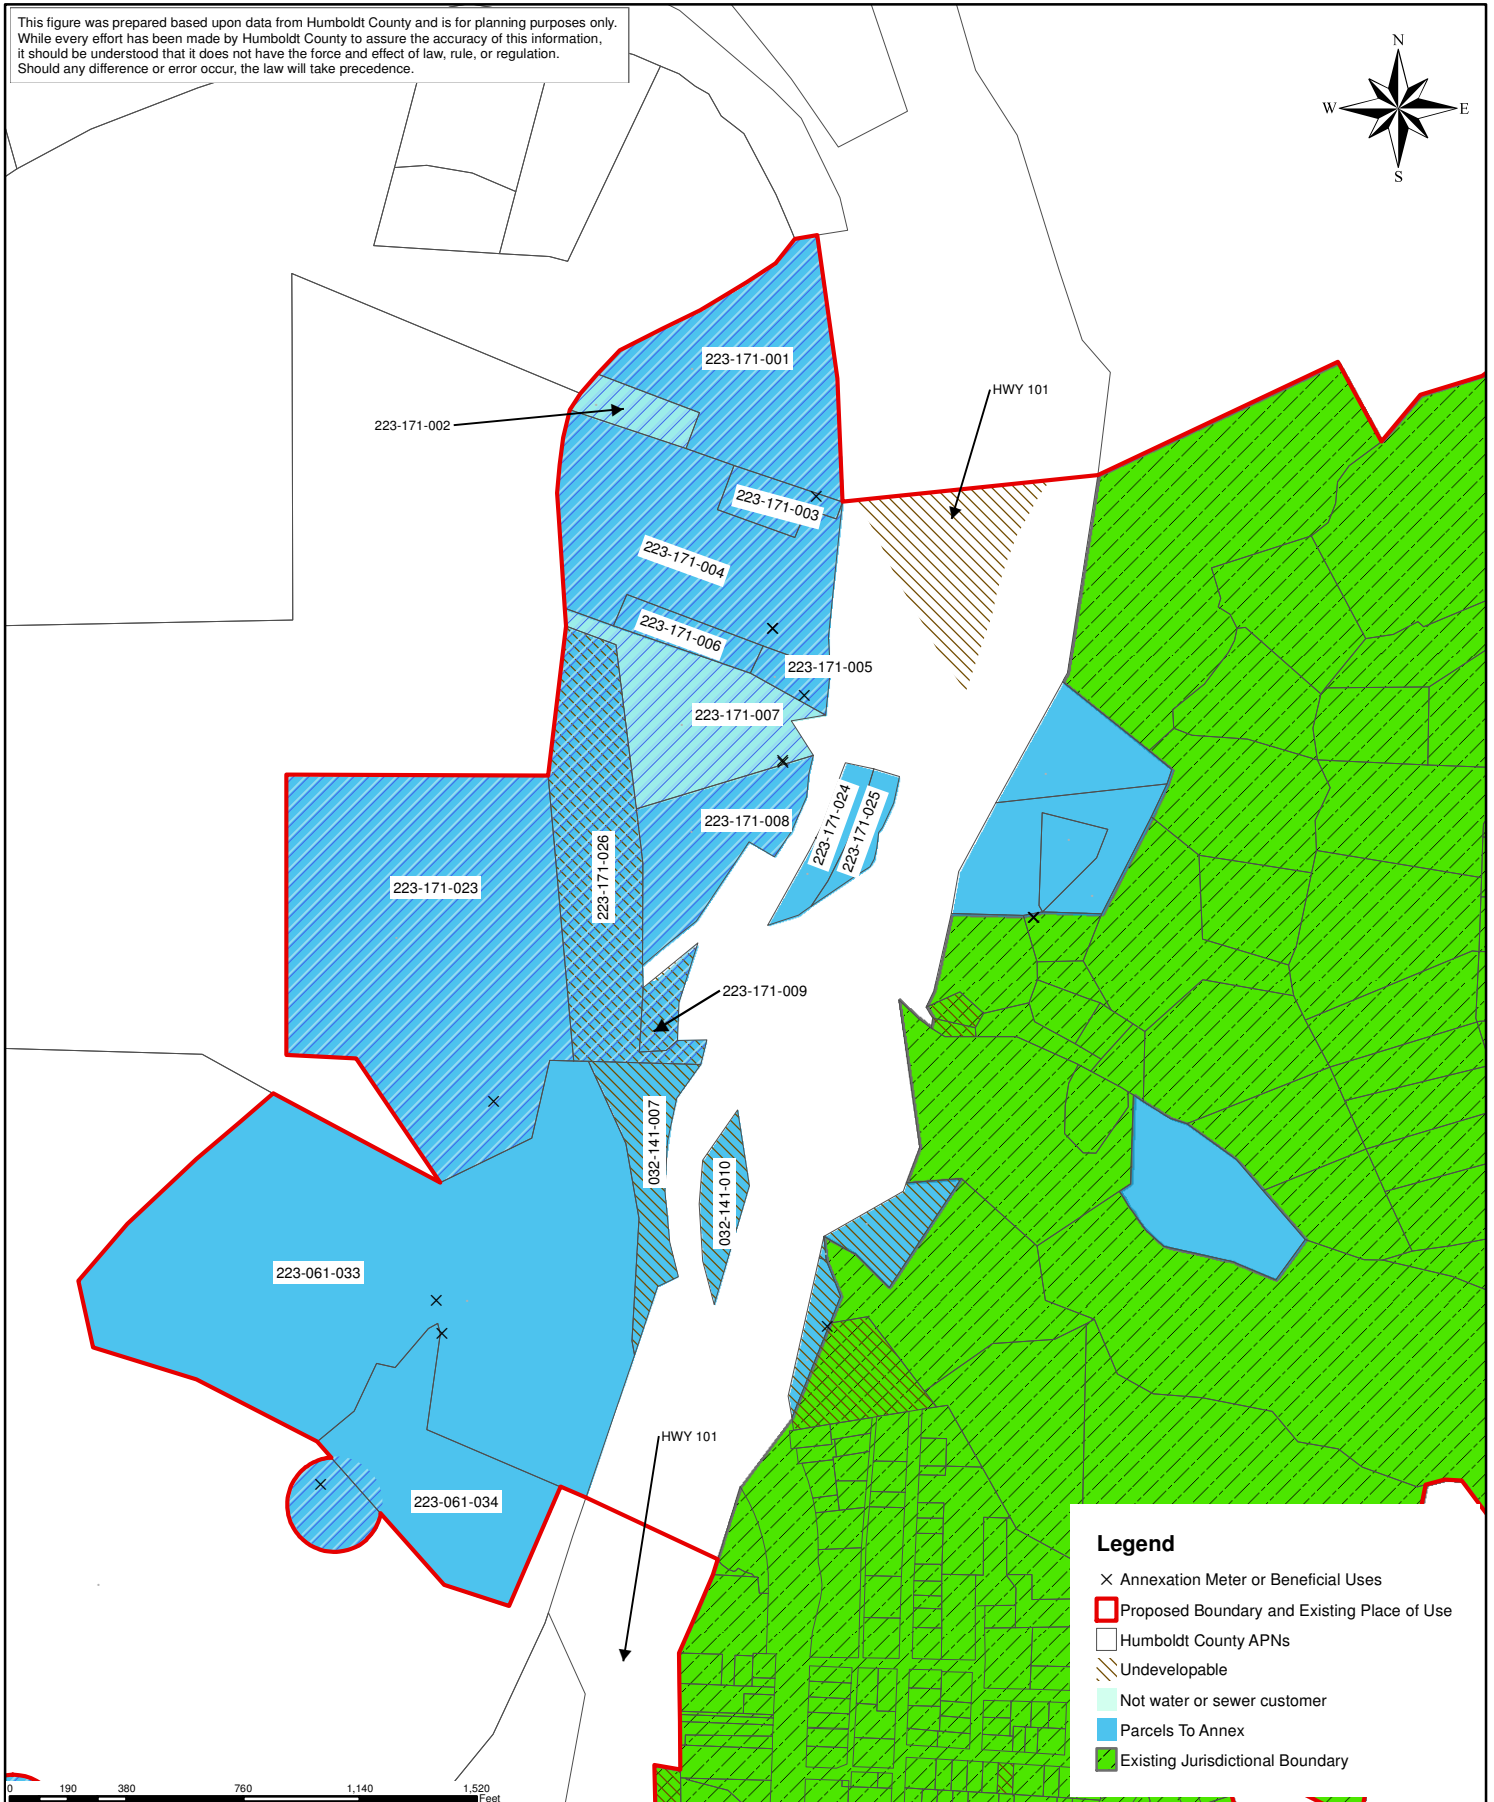 This figure was prepared based upon data from Humboldt County and is for planning purposes only.
While every effort has been made by Humboldt County to assure the accuracy of this information,
it should be understood that it does not have the force and effect of law, rule, or regulation.
Should any difference or error occur, the law will take precedence.
N
W
E
S
223-171-001
HWY 101
223-171-002
223-171-003
223-171-004
223-171-006
223-171-005
223-171-007
223-171-008
223-171-024
223-171-025
223-171-026
223-171-023
223-171-009
032-141-007
032-141-010
223-061-033
HWY 101
223-061-034
Legend
Annexation Meter or Beneficial Uses
Proposed Boundary and Existing Place of Use
Humboldt County APNs
Undevelopable
Not water or sewer customer
Parcels To Annex
Existing Jurisdictional Boundary
0 190 380 760 1,140 1,520
Feet